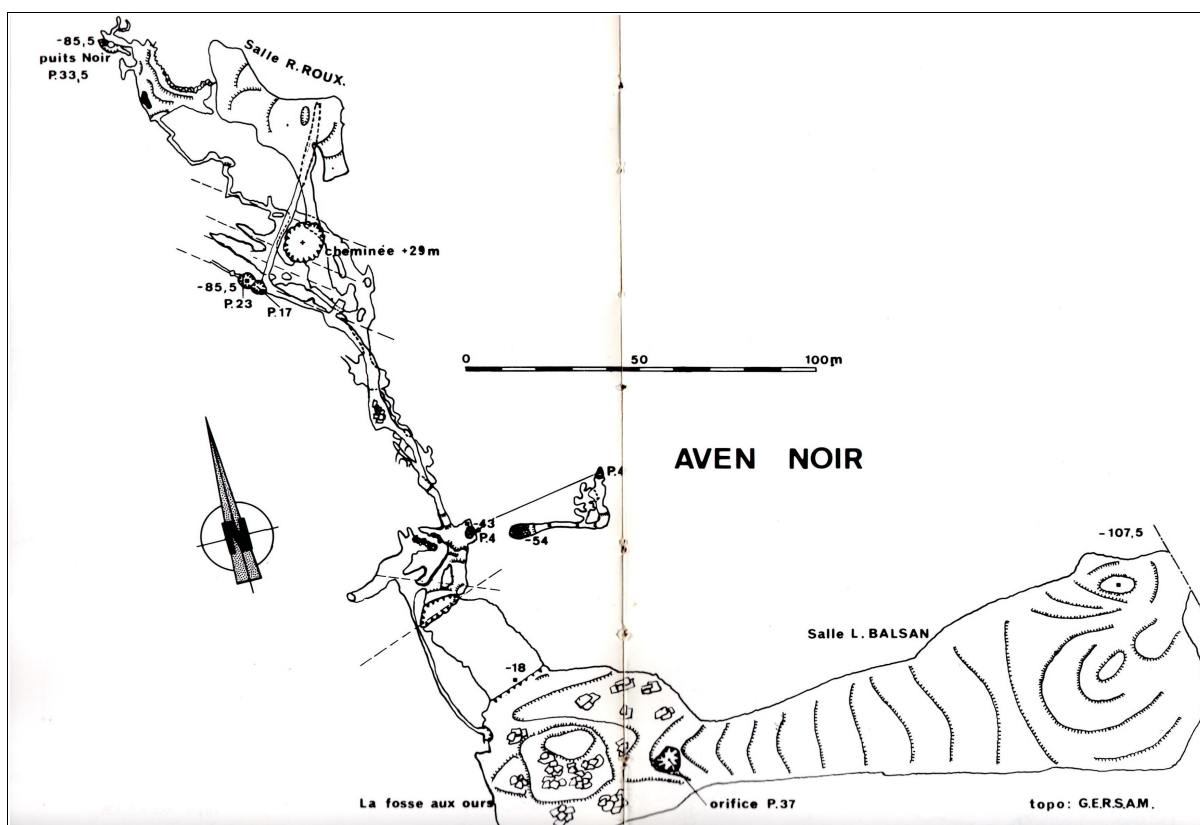 -85,5
puits Noir
P.33,5
Salle R. ROUX.
cheminée +29m
-85,5
P.23
P.17
0 50 100m
AVEN NOIR
P.4
-43
P.4
-54
N
-107,5
Salle L. BALSAN
-18
La fosse aux ours
orifice P.37
topo: G.E.R.S.A.M.